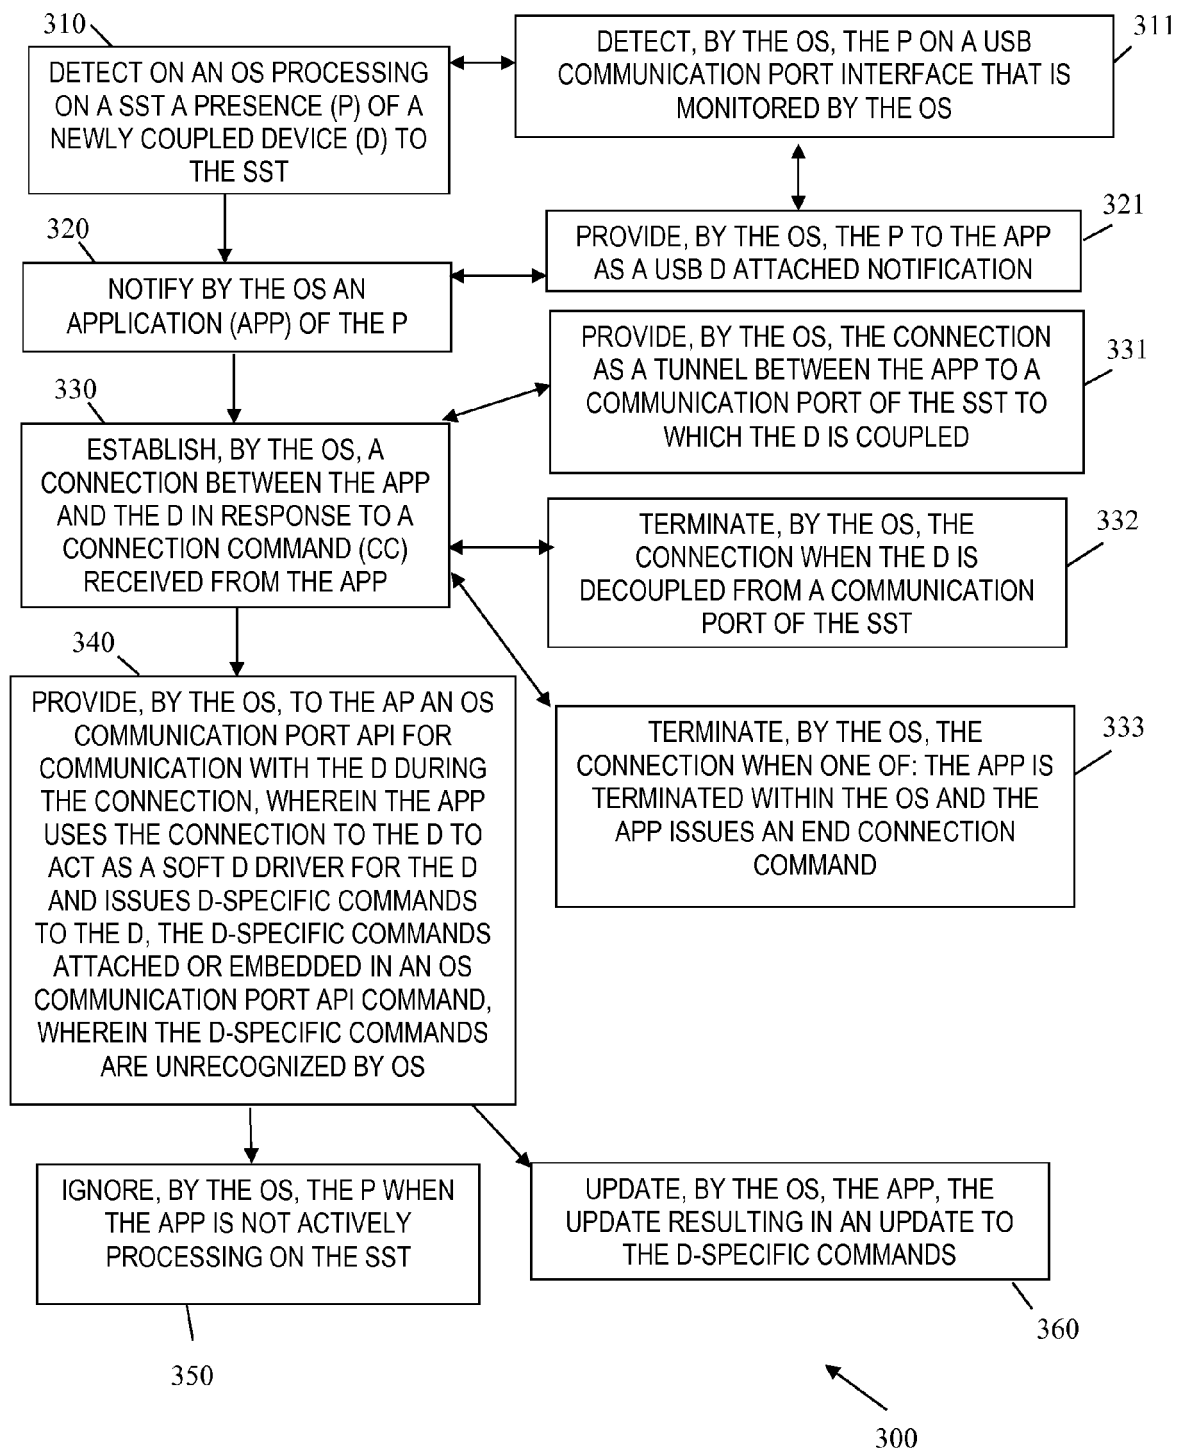 310
DETECT ON AN OS PROCESSING
ON A SST A PRESENCE (P) OF A
NEWLY COUPLED DEVICE (D) TO
THE SST
311
DETECT, BY THE OS, THE P ON A USB
COMMUNICATION PORT INTERFACE THAT IS
MONITORED BY THE OS
320
NOTIFY BY THE OS AN
APPLICATION (APP) OF THE P
321
PROVIDE, BY THE OS, THE P TO THE APP
AS A USB D ATTACHED NOTIFICATION
330
ESTABLISH, BY THE OS, A
CONNECTION BETWEEN THE APP
AND THE D IN RESPONSE TO A
CONNECTION COMMAND (CC)
RECEIVED FROM THE APP
331
PROVIDE, BY THE OS, THE CONNECTION
AS A TUNNEL BETWEEN THE APP TO A
COMMUNICATION PORT OF THE SST TO
WHICH THE D IS COUPLED
332
TERMINATE, BY THE OS, THE
CONNECTION WHEN THE D IS
DECOUPLED FROM A COMMUNICATION
PORT OF THE SST
333
TERMINATE, BY THE OS, THE
CONNECTION WHEN ONE OF: THE APP IS
TERMINATED WITHIN THE OS AND THE
APP ISSUES AN END CONNECTION
COMMAND
340
PROVIDE, BY THE OS, TO THE AP AN OS
COMMUNICATION PORT API FOR
COMMUNICATION WITH THE D DURING
THE CONNECTION, WHEREIN THE APP
USES THE CONNECTION TO THE D TO
ACT AS A SOFT D DRIVER FOR THE D
AND ISSUES D-SPECIFIC COMMANDS
TO THE D, THE D-SPECIFIC COMMANDS
ATTACHED OR EMBEDDED IN AN OS
COMMUNICATION PORT API COMMAND,
WHEREIN THE D-SPECIFIC COMMANDS
ARE UNRECOGNIZED BY OS
IGNORE, BY THE OS, THE P WHEN
THE APP IS NOT ACTIVELY
PROCESSING ON THE SST
350
UPDATE, BY THE OS, THE APP, THE
UPDATE RESULTING IN AN UPDATE TO
THE D-SPECIFIC COMMANDS
360
300